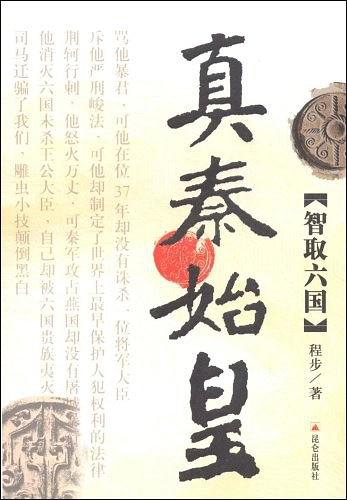 真秦始皇
【智取六国】
程步/著
昆仑出版社
骂他暴君，可他在位37年却没有诛杀一位将军大臣
斥他严刑峻法，可他却制定了世界上最早保护人犯权利的法律
荆轲行刺，他怒火万丈，可秦军攻占燕国却没有屠
他消灭六国未杀王公大臣，自己却被六国贵族夷
司马迁骗了我们，雕虫小技颠倒黑白